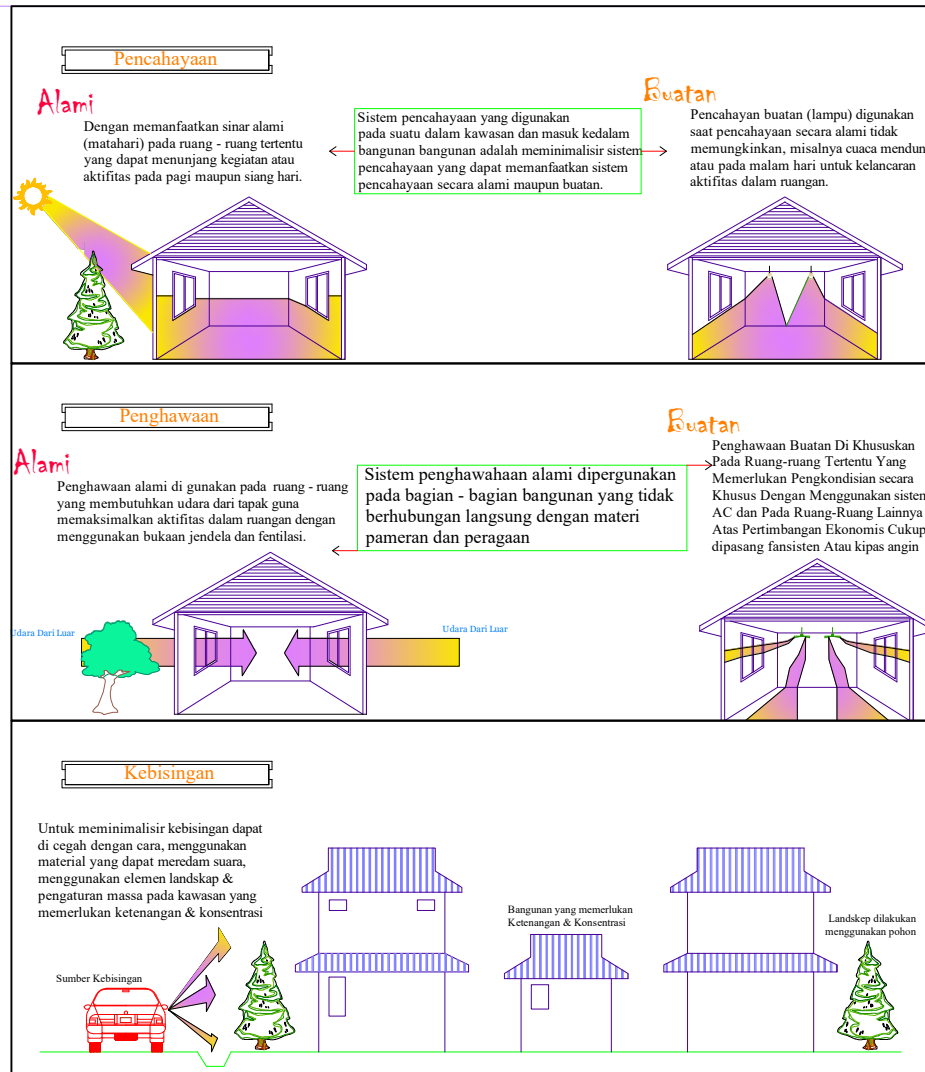 Pencahayaan
Alami
Dengan memanfaatkan sinar alami
(matahari) pada ruang - ruang tertentu
yang dapat menunjang kegiatan atau
aktifitas pada pagi maupun siang hari.
Sistem pencahayaan yang digunakan
pada suatu dalam kawasan dan masuk kedalam
bangunan bangunan adalah meminimalisir sistem
pencahayaan yang dapat memanfaatkan sistem
pencahayaan secara alami maupun buatan.
Buatan
Pencahayan buatan (lampu) digunakan
saat pencahayaan secara alami tidak
memungkinkan, misalnya cuaca mendun
atau pada malam hari untuk kelancaran
aktifitas dalam ruangan.
Penghawaan
Alami
Penghawaan alami di gunakan pada ruang - ruang
yang membutuhkan udara dari tapak guna
memaksimalkan aktifitas dalam ruangan dengan
menggunakan bukaan jendela dan fentilasi.
Sistem penghawahaan alami dipergunakan
pada bagian - bagian bangunan yang tidak
berhubungan langsung dengan materi
pameran dan peragaan
Buatan
Penghawaan Buatan Di Khususkan
Pada Ruang-ruang Tertentu Yang
Memerlukan Pengkondisian secara
Khusus Dengan Menggunakan sistem
AC dan Pada Ruang-Ruang Lainnya
Atas Pertimbangan Ekonomis Cukup
dipasang fansisten Atau kipas angin
Udara Dari Luar
Udara Dari Luar
Kebisingan
Untuk meminimalisir kebisingan dapat
di cegah dengan cara, menggunakan
material yang dapat meredam suara,
menggunakan elemen landskap &
pengaturan massa pada kawasan yang
memerlukan ketenangan & konsentrasi
Sumber Kebisingan
Bangunan yang memerlukan
Ketenangan & Konsentrasi
Landskep dilakukan
menggunakan pohon